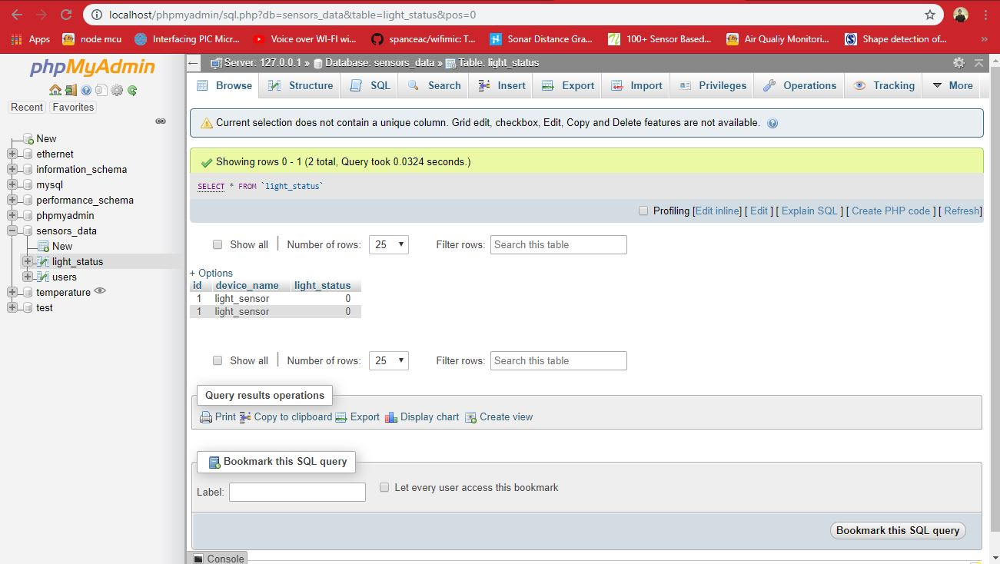 localhost/phpmyadmin/sql.php?db=sensors_data&table=light_status&pos=0
Apps node mcu Interfacing PIC Micr... Voice over WI-FI wi... spanceac/wifimic: T... Sonar Distance Gra... 100+ Sensor Based... Air Qualiy Monitori... Shape detection of... »
phpMyAdmin
Recent Favorites
New
ethernet
information_schema
mysql
performance_schema
phpmyadmin
sensors_data
New
light_status
users
temperature
test
Server: 127.0.0.1 » Database: sensors_data » Table: light_status
Browse Structure SQL Search Insert Export Import Privileges Operations Tracking More
Current selection does not contain a unique column. Grid edit, checkbox, Edit, Copy and Delete features are not available.
Showing rows 0 - 1 (2 total, Query took 0.0324 seconds.)
SELECT * FROM `light_status`
Profiling [Edit inline] [ Edit ] [ Explain SQL ] [ Create PHP code ] [ Refresh]
Show all | Number of rows: 25 Filter rows: Search this table
+ Options
id device_name light_status
1 light_sensor 0
1 light_sensor 0
Show all | Number of rows: 25 Filter rows: Search this table
Query results operations
Print Copy to clipboard Export Display chart Create view
Bookmark this SQL query
Label: Let every user access this bookmark
Bookmark this SQL query
Console